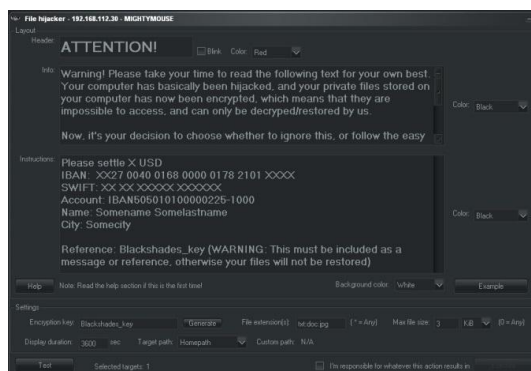 File hijacker - 192.168.112.30 - MIGHTYMOUSE
Layout
Header: ATTENTION! Blink Color: Red
Info: Warning! Please take your time to read the following text for your own best.
Your computer has basically been hijacked, and your private files stored on
your computer has now been encrypted, which means that they are
impossible to access, and can only be decryped/restored by us.
Color: Black
Now, it's your decision to choose whether to ignore this, or follow the easy
Instructions: Please settle X USD
IBAN: XX27 0040 0168 0000 0178 2101 XXXX
SWIFT: XX XX XXXXX XXXXXX
Account: IBAN505010100000225-1000
Name: Somename Somelastname
Color: Black
City: Somecity
Reference: Blackshades_key (WARNING: This must be included as a
message or reference, otherwise your files will not be restored)
Help Note: Read the help section if this is the first time! Background color: White Example
Settings
Encryption key: Blackshades_key Generate File extension(s): txt:doc:jpg (* = Any) Max file size: 3 KiB (0 = Any)
Display duration: 3600 sec Target path: Homepath Custom path: N/A
Test Selected targets: 1 I'm responsible for whatever this action results in